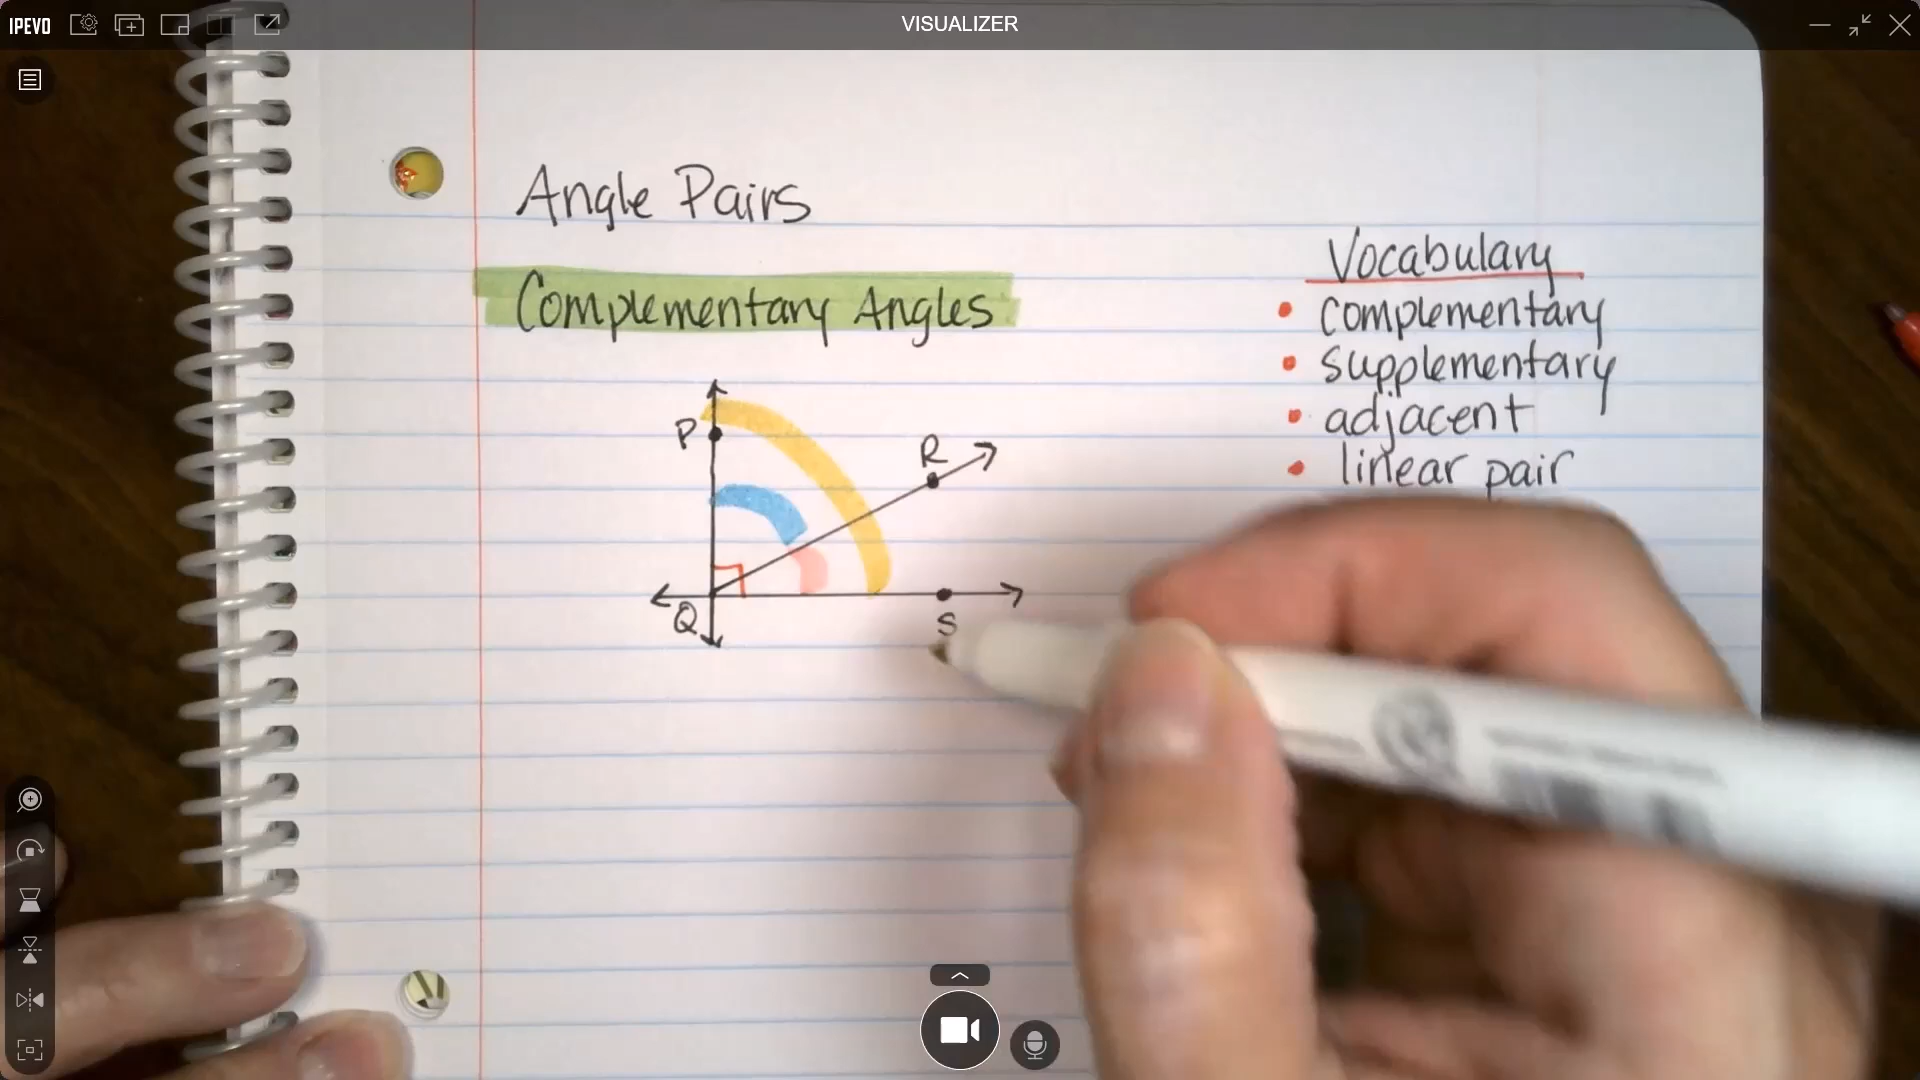 IPEVO
VISUALIZER
Angle Pairs
Complementary Angles
P
R
Q
S
Vocabulary
• complementary
• supplementary
• adjacent
• linear pair